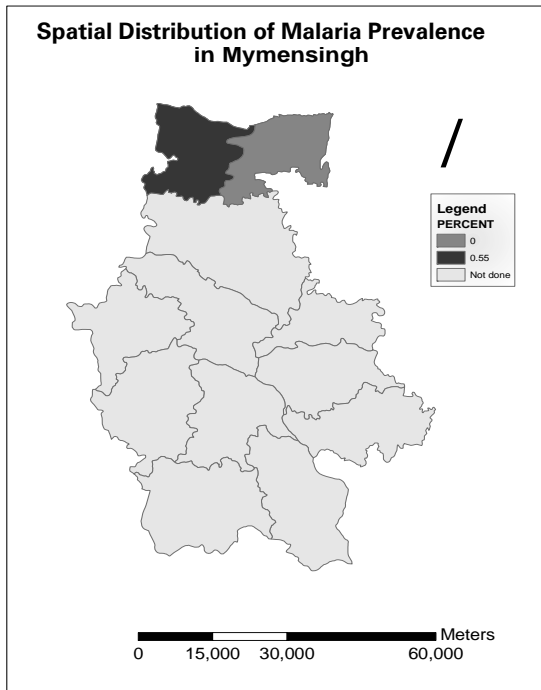 Spatial Distribution of Malaria Prevalence
in Mymensingh
Legend
PERCENT
0
0.55
Not done
Meters
0 15,000 30,000 60,000